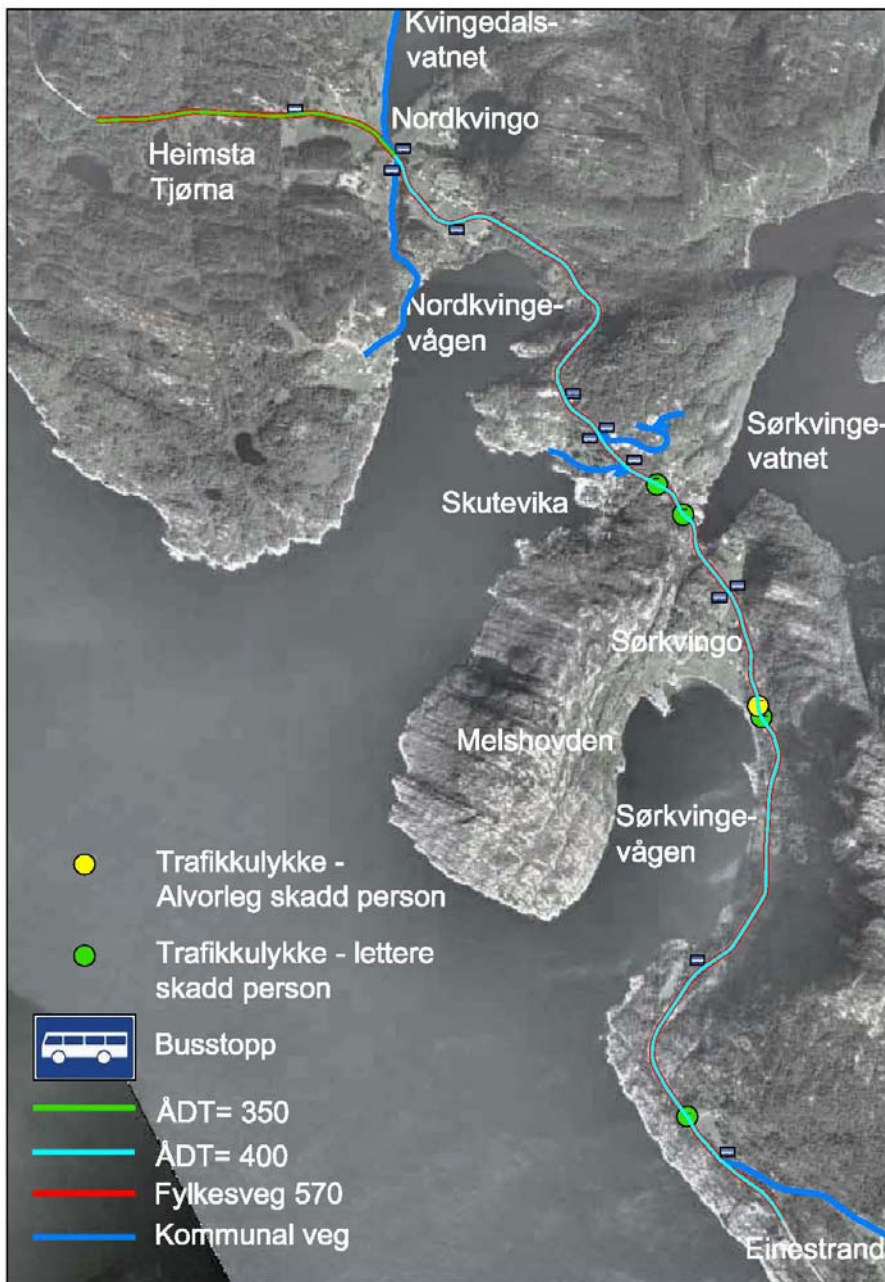 Kvingedals-
vatnet
Nordkvingo
Heimsta
Tjørna
Nordkvinge-
vågen
Sørkvinge-
vatnet
Skutevika
Sørkvingo
Melshovden
Sørkvinge-
vågen
Trafikkulykke -
Alvorleg skadd person
Trafikkulykke - lettere
skadd person
Busstopp
ÅDT= 350
ÅDT= 400
Fylkesveg 570
Kommunal veg
Einestrand